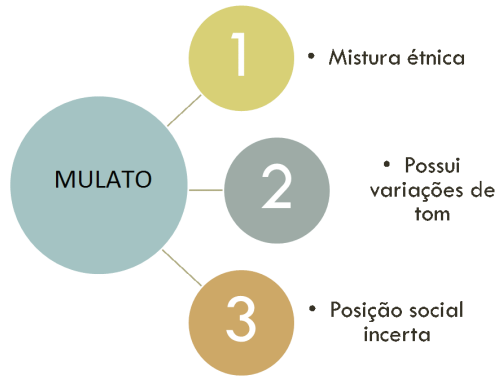 MULATO
1
• Mistura étnica
2
• Possui
variações de
tom
3
• Posição social
incerta